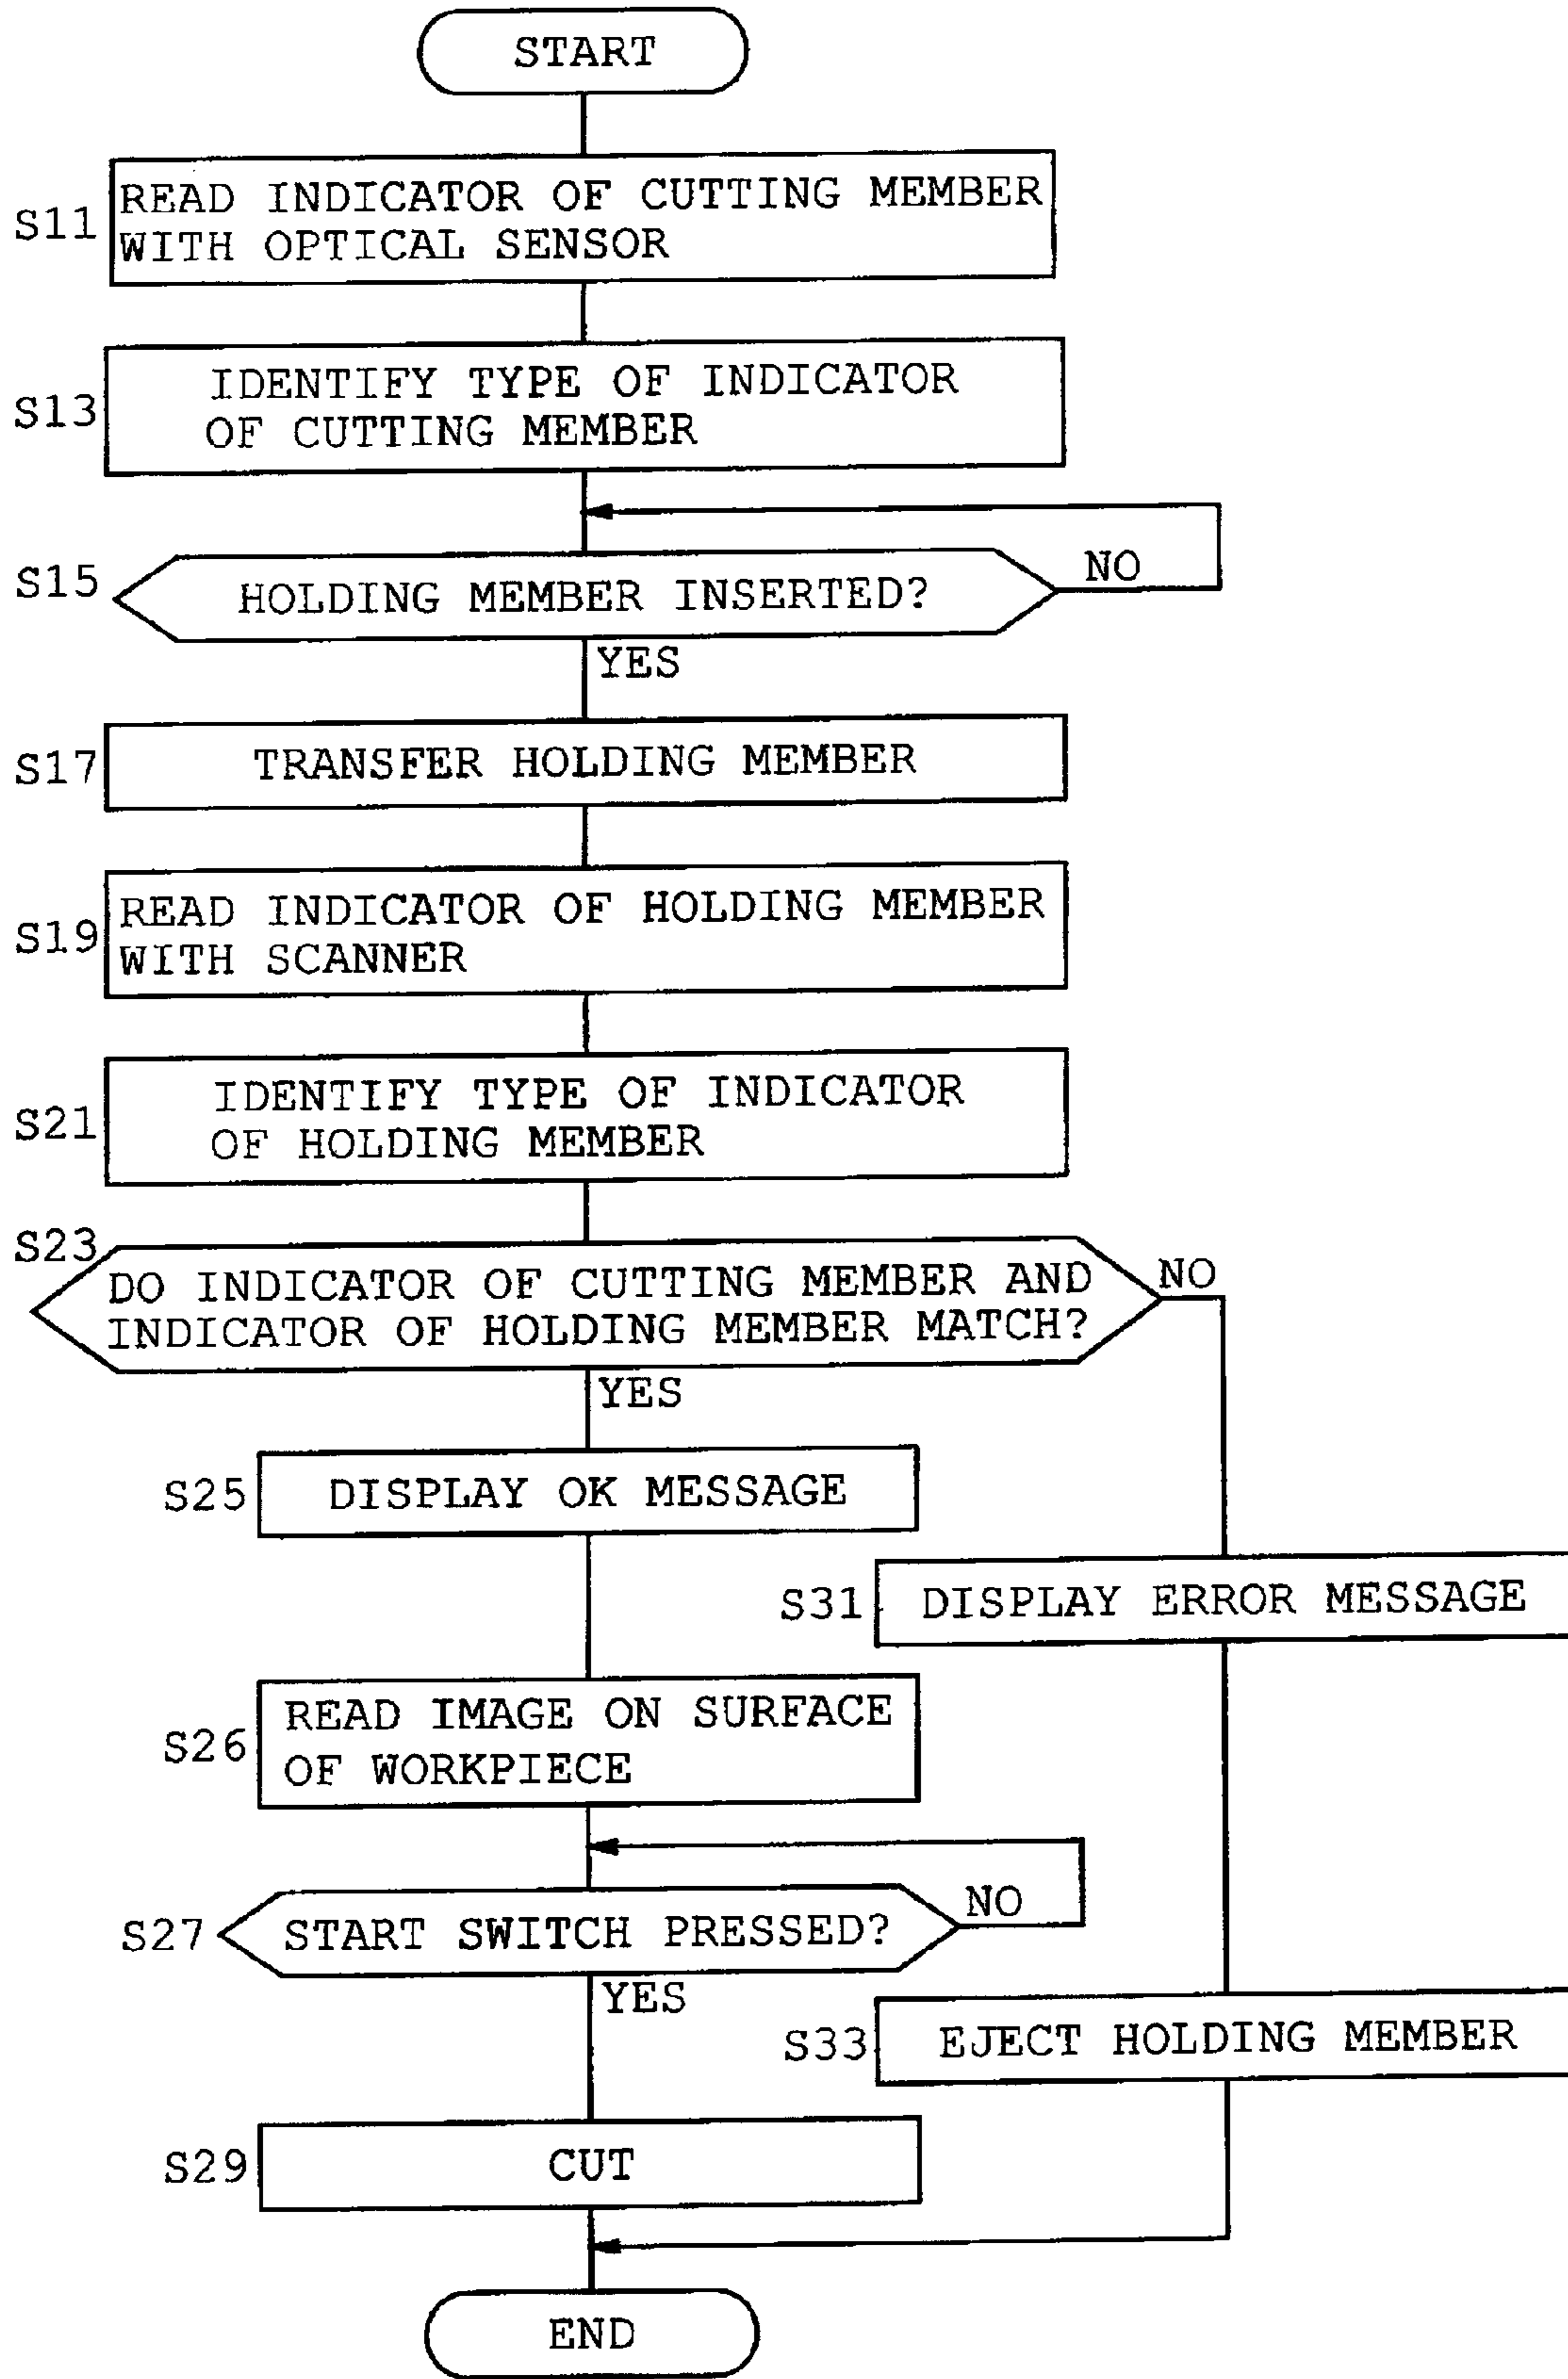 START
S11
READ INDICATOR OF CUTTING MEMBER
WITH OPTICAL SENSOR
S13
IDENTIFY TYPE OF INDICATOR
OF CUTTING MEMBER
S15
HOLDING MEMBER INSERTED?
NO
YES
S17
TRANSFER HOLDING MEMBER
S19
READ INDICATOR OF HOLDING MEMBER
WITH SCANNER
S21
IDENTIFY TYPE OF INDICATOR
OF HOLDING MEMBER
S23
DO INDICATOR OF CUTTING MEMBER AND
INDICATOR OF HOLDING MEMBER MATCH?
NO
YES
S25
DISPLAY OK MESSAGE
S31
DISPLAY ERROR MESSAGE
S26
READ IMAGE ON SURFACE
OF WORKPIECE
S27
START SWITCH PRESSED?
NO
YES
S33
EJECT HOLDING MEMBER
S29
CUT
END